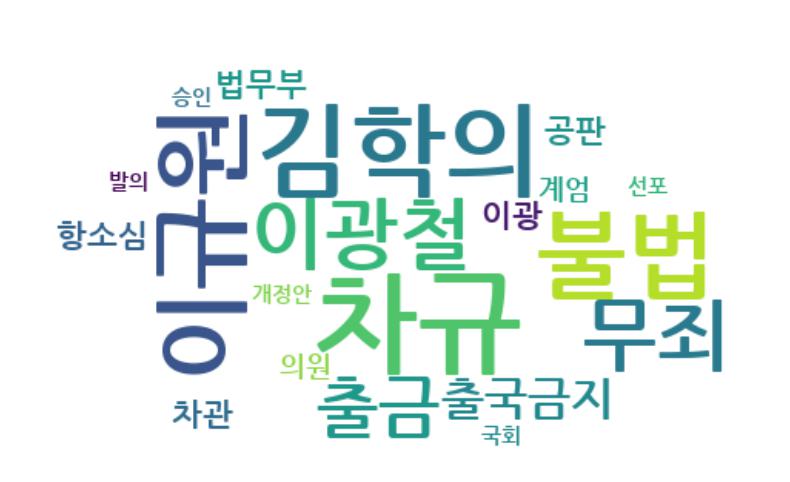 법무부
승인
김학의
이규원
공판
발의
계엄
선포
이광철
이광
불법
항소심
개정안
차규
무죄
의원
출금
출국금지
차관
국회